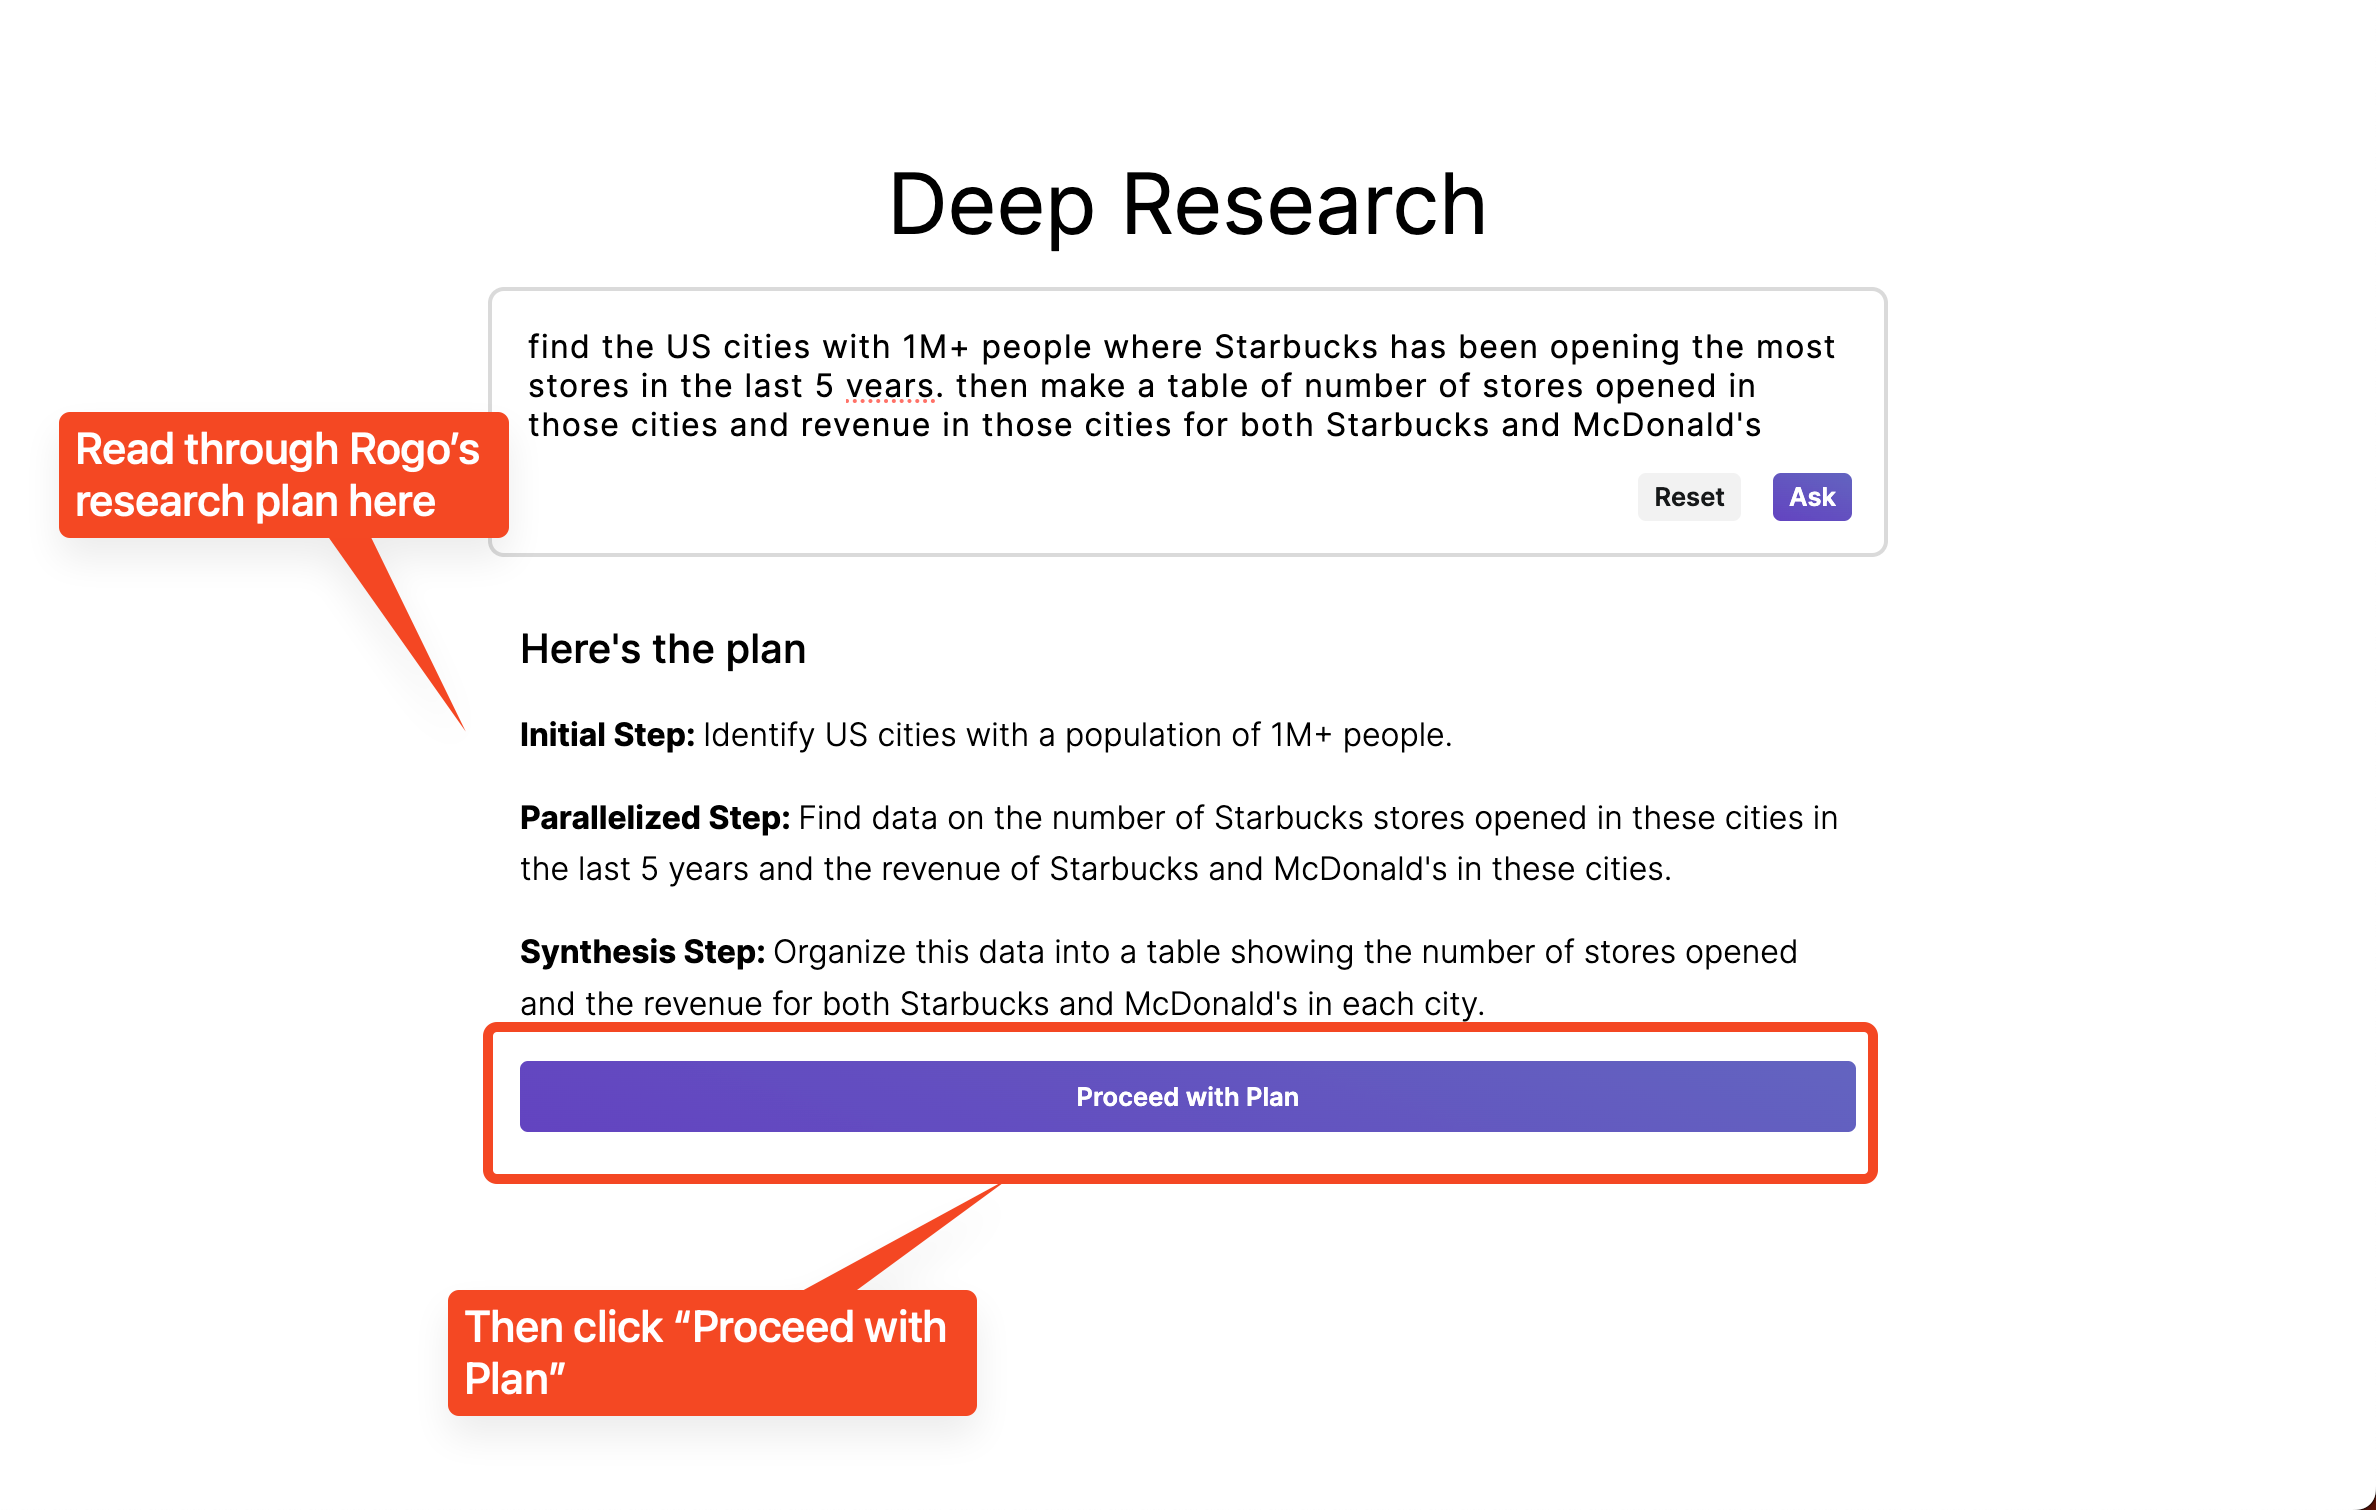 Deep Research
find the US cities with 1M+ people where Starbucks has been opening the most
stores in the last 5 vears. then make a table of number of stores opened in
those cities and revenue in those cities for both Starbucks and McDonald's
Reset
Ask
Read through Rogo’s
research plan here
Here's the plan
Initial Step: Identify US cities with a population of 1M+ people.
Parallelized Step: Find data on the number of Starbucks stores opened in these cities in
the last 5 years and the revenue of Starbucks and McDonald's in these cities.
Synthesis Step: Organize this data into a table showing the number of stores opened
and the revenue for both Starbucks and McDonald's in each city.
Proceed with Plan
Then click “Proceed with
Plan”